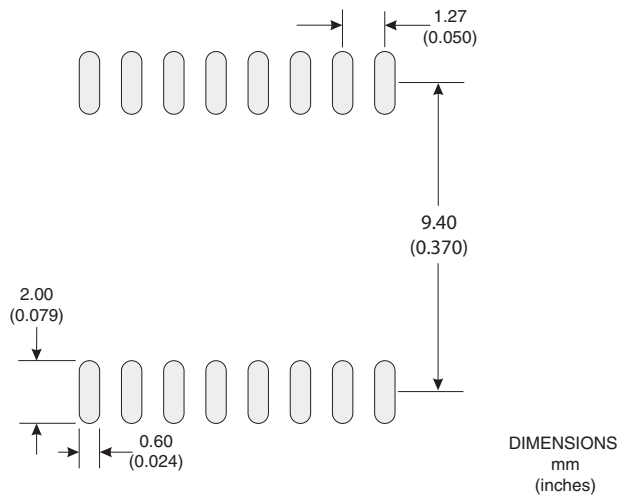 1.27
(0.050)
9.40
(0.370)
2.00
(0.079)
0.60
(0.024)
DIMENSIONS
mm
(inches)